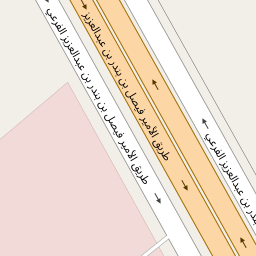 طريق الأمير فيصل بن بندر بن عبدالعزيز الفرعي
طريق الأمير فيصل بن بندر بن عبدالعزيز
بندر بن عبدالعزيز الفرعي